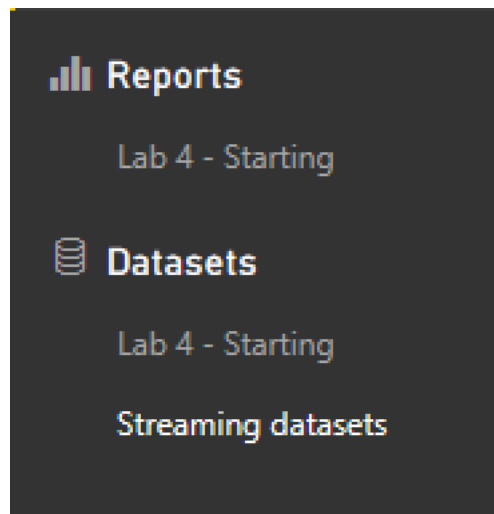 Reports
Lab 4 - Starting
Datasets
Lab 4 - Starting
Streaming datasets